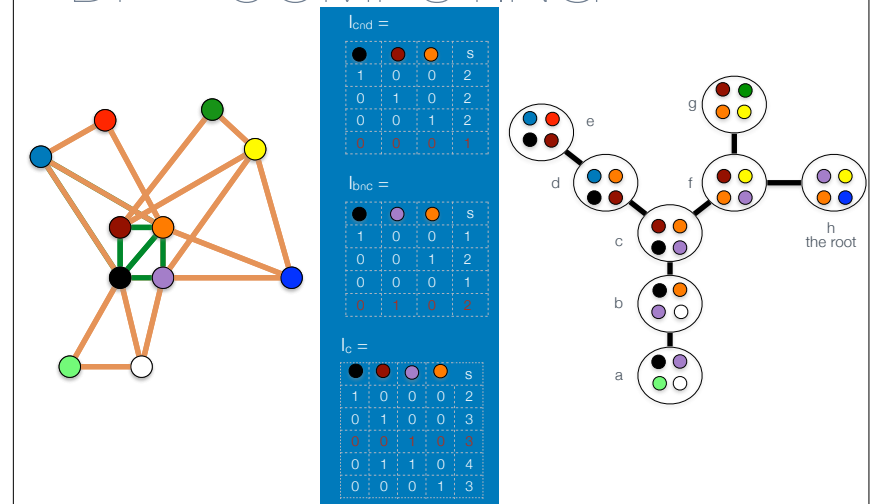 I_cnd =
s
1 0 0 2
0 1 0 2
0 0 1 2
0 0 0 1
I_bnc =
s
1 0 0 1
0 0 1 2
0 0 0 1
0 1 0 2
I_c =
s
1 0 0 0 2
0 1 0 0 3
0 0 1 0 3
0 1 1 0 4
0 0 0 1 3
g
e
d
f
h
the root
c
b
a